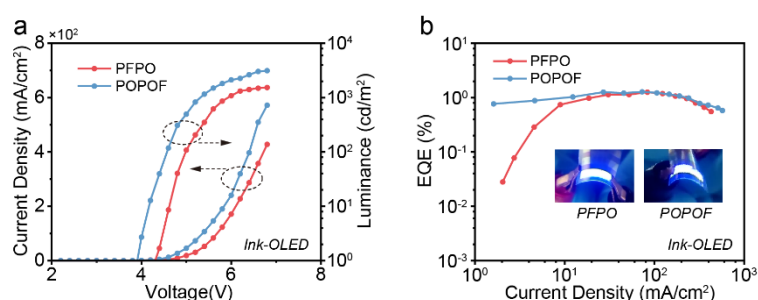 a
8 ×10²
6
4
2
0
Current Density (mA/cm²)
2
4
6
8
Voltage(V)
10⁴
10³
10²
10¹
10⁰
Luminance (cd/m²)
PFPO
POPOF
Ink-OLED
b
10¹
10⁰
10⁻¹
10⁻²
10⁻³
EQE (%)
10⁰
10¹
10²
10³
Current Density (mA/cm²)
PFPO
POPOF
PFPO
POPOF
Ink-OLED